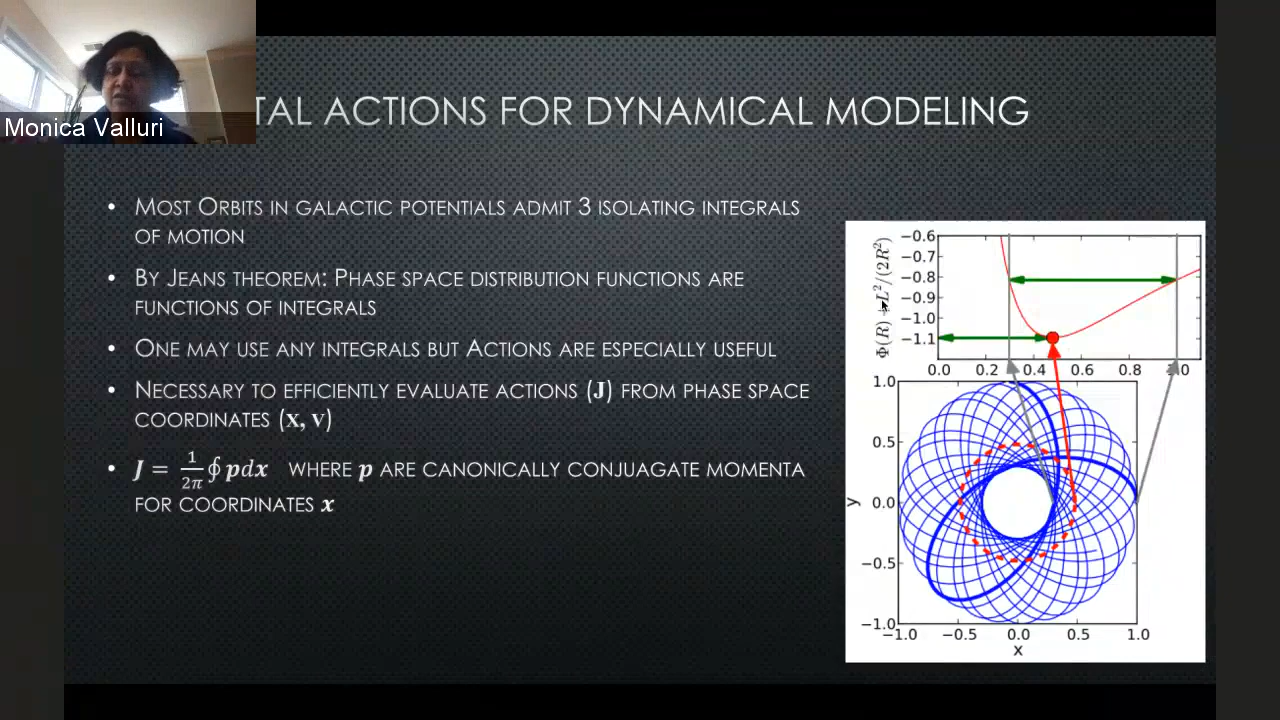 Monica Valluri
TAL ACTIONS FOR DYNAMICAL MODELING
• MOST ORBITS IN GALACTIC POTENTIALS ADMIT 3 ISOLATING INTEGRALS
OF MOTION
• BY JEANS THEOREM: PHASE SPACE DISTRIBUTION FUNCTIONS ARE
FUNCTIONS OF INTEGRALS
• ONE MAY USE ANY INTEGRALS BUT ACTIONS ARE ESPECIALLY USEFUL
• NECESSARY TO EFFICIENTLY EVALUATE ACTIONS (J) FROM PHASE SPACE
COORDINATES (x, v)
• J = 1/2π ∮ pdx WHERE p ARE CANONICALLY CONJUAGATE MOMENTA
FOR COORDINATES x
Φ(R) + L²/(2R²)
−0.6
−0.7
−0.8
−0.9
−1.0
−1.1
0.0 0.2 0.4 0.6 0.8 1.0
1.0
0.5
0.0
−0.5
−1.0
y
−1.0 −0.5 0.0 0.5 1.0
x